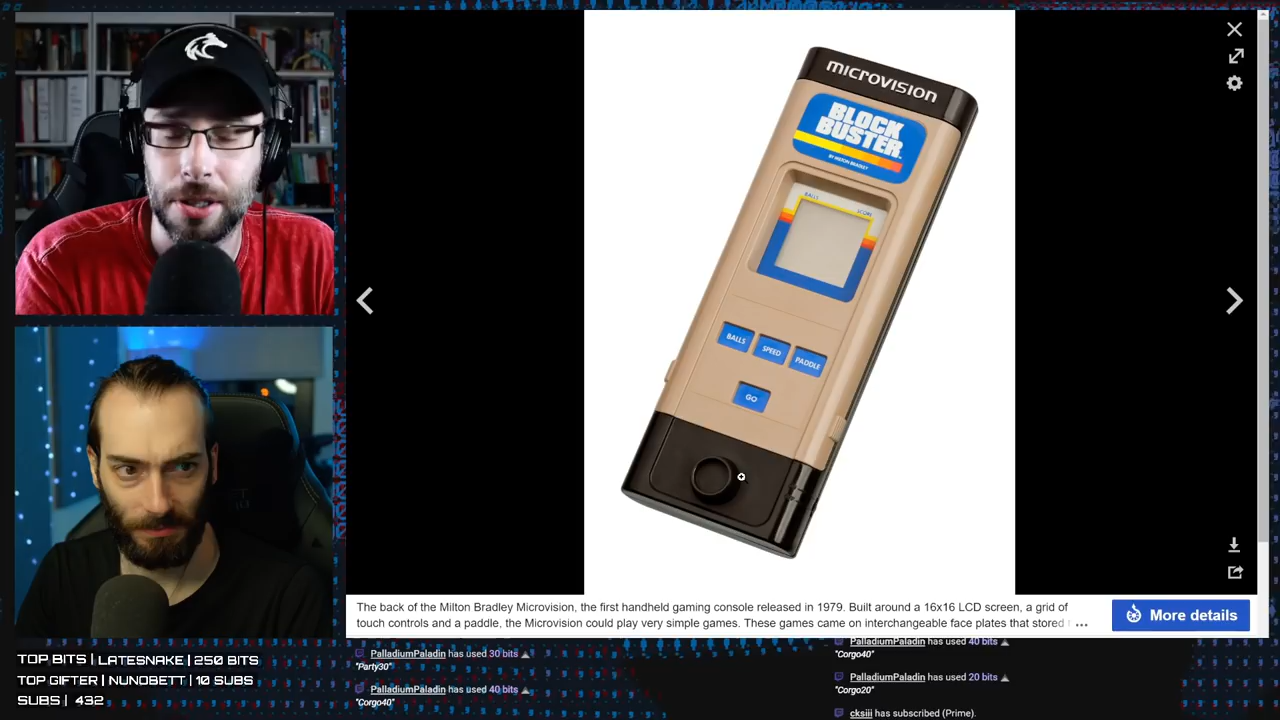 MICROVISION
BLOCK
BUSTER
BY MILTON BRADLEY
BALLS
SCORE
BALLS
SPEED
PADDLE
GO
The back of the Milton Bradley Microvision, the first handheld gaming console released in 1979. Built around a 16x16 LCD screen, a grid of
touch controls and a paddle, the Microvision could play very simple games. These games came on interchangeable face plates that stored
...
More details
TOP BITS | LATESNAKE | 250 BITS
TOP GIFTER | NUNOBETT | 10 SUBS
SUBS | 432
PalladiumPaladin has used 30 bits
"Party30"
PalladiumPaladin has used 40 bits
"Corgo40"
PalladiumPaladin has used 40 bits
"Corgo40"
PalladiumPaladin has used 20 bits
"Corgo20"
cksiii has subscribed (Prime).